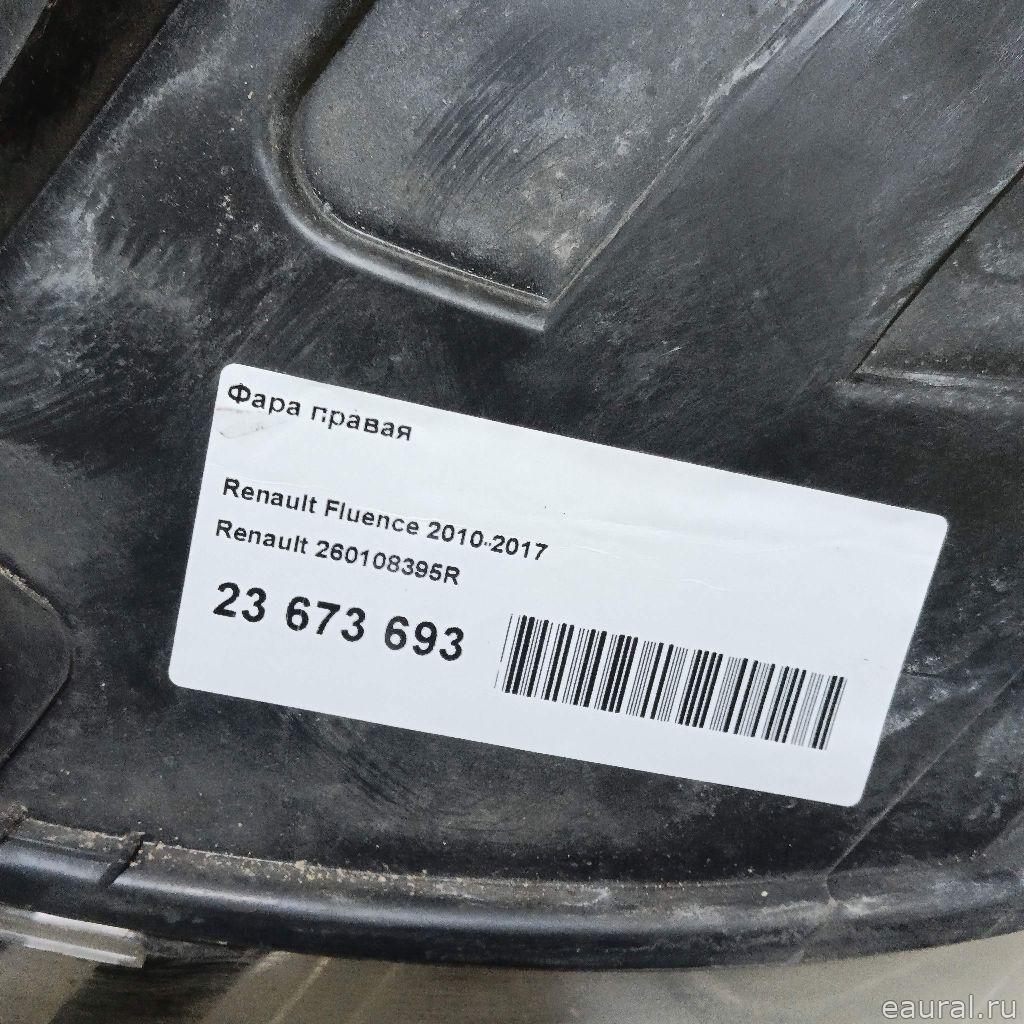 Фара правая
Renault Fluence 2010-2017
Renault 260108395R
23 673 693
eaural.ru